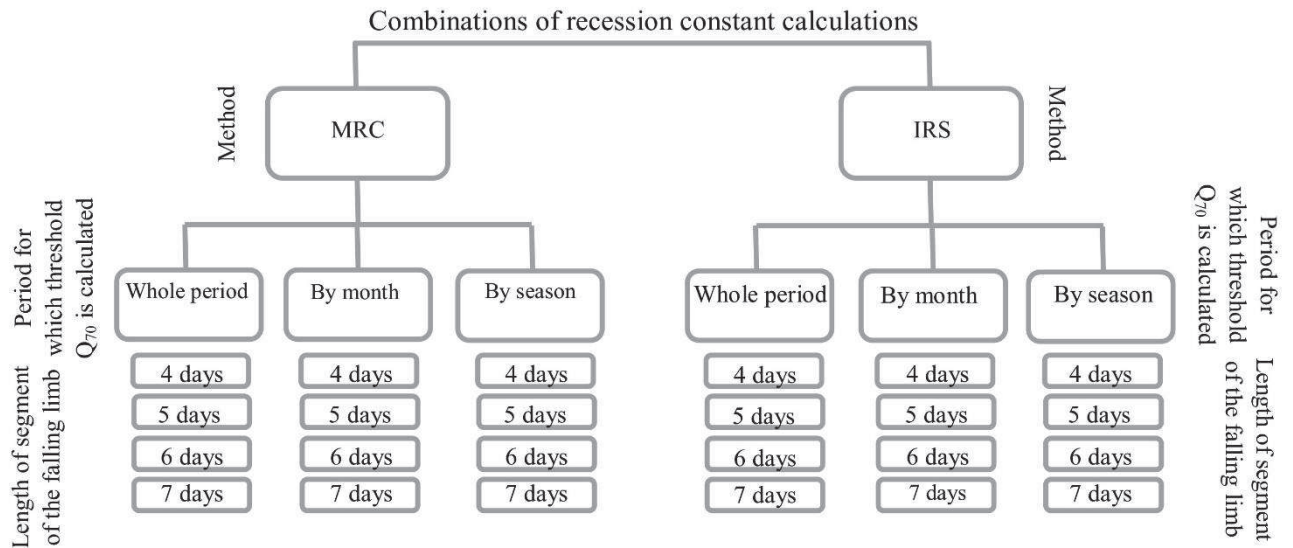 Combinations of recession constant calculations
Method
MRC
IRS
Method
Period for
which threshold
Q₇₀ is calculated
Whole period
By month
By season
Whole period
By month
By season
Period for
which threshold
Q₇₀ is calculated
Length of segment
of the falling limb
4 days
4 days
4 days
4 days
4 days
4 days
5 days
5 days
5 days
5 days
5 days
5 days
6 days
6 days
6 days
6 days
6 days
6 days
7 days
7 days
7 days
7 days
7 days
7 days
Length of segment
of the falling limb